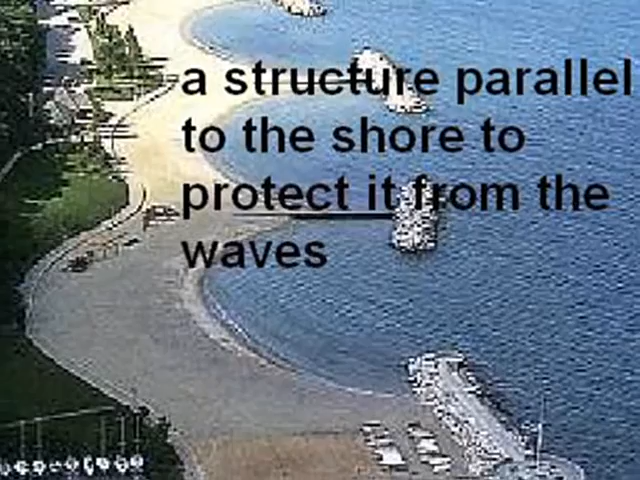 a structure parallel
to the shore to
protect it from the
waves